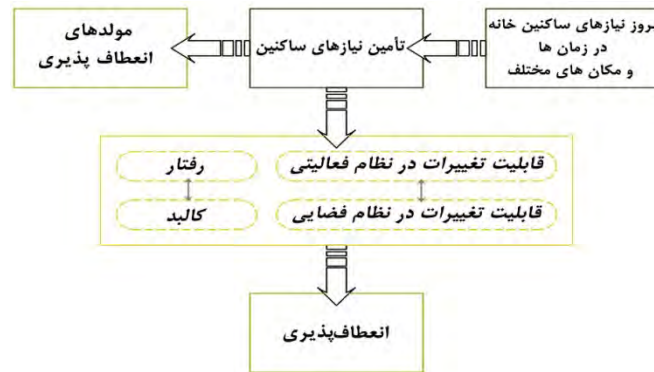 بروز نیازهای ساکنین خانه
در زمان ها
و مکان های مختلف
تأمین نیازهای ساکنین
مولدهای
انعطاف پذیری
قابلیت تغییرات در نظام فعالیتی
رفتار
قابلیت تغییرات در نظام فضایی
کالبد
انعطاف‌پذیری